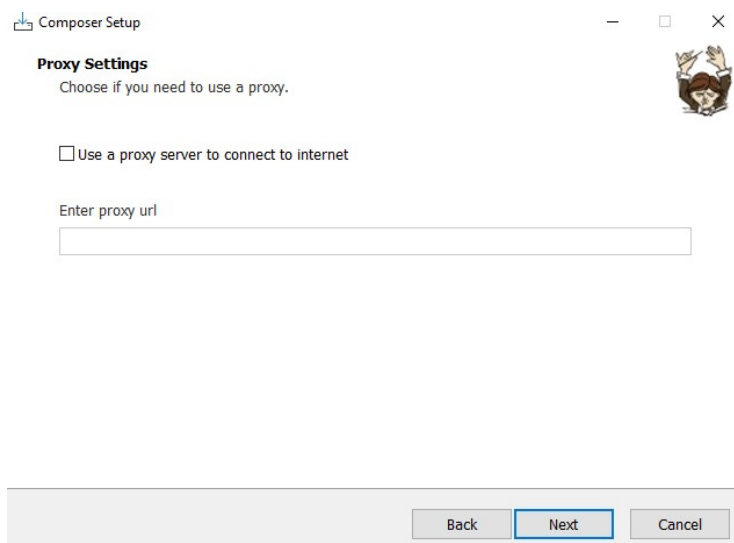 Composer Setup
Proxy Settings
Choose if you need to use a proxy.
Use a proxy server to connect to internet
Enter proxy url
Back Next Cancel